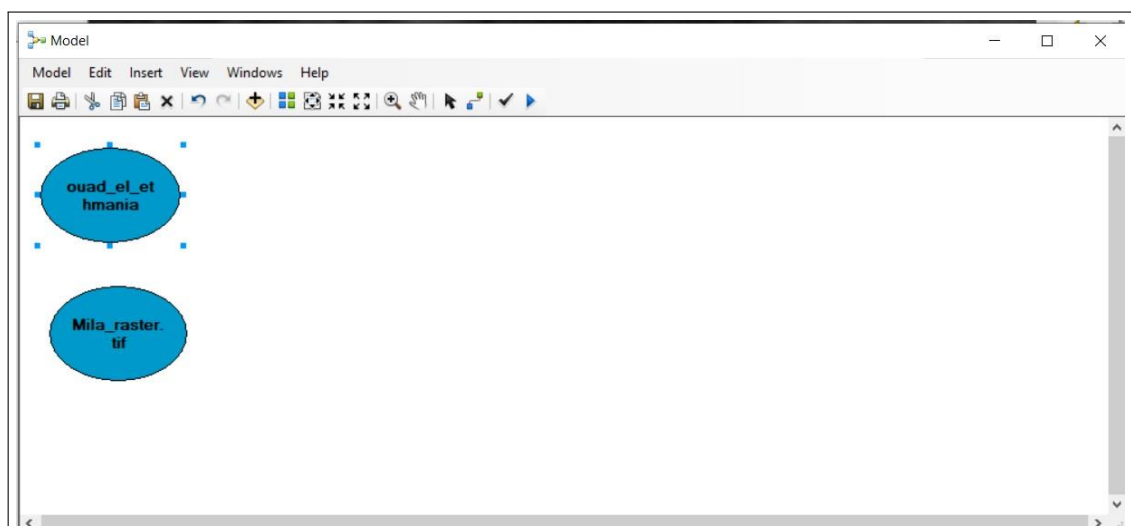 Model
Model Edit Insert View Windows Help
ouad_el_et
hmania
Mila_raster.
tif